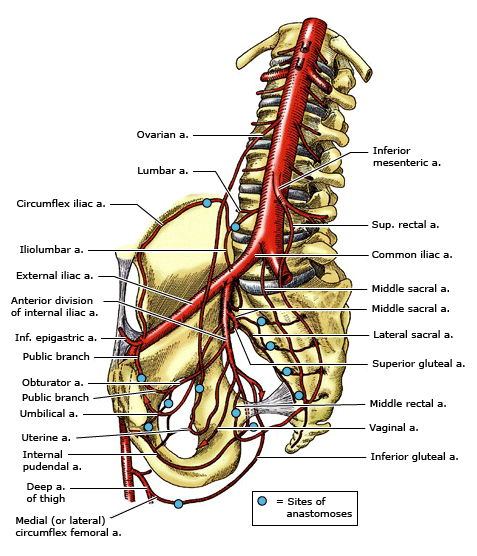 Ovarian a.
Lumbar a.
Circumflex iliac a.
Iliolumbar a.
External iliac a.
Anterior division
of internal iliac a.
Inf. epigastric a.
Public branch
Obturator a.
Public branch
Umbilical a.
Uterine a.
Internal
pudendal a.
Deep a.
of thigh
Medial (or lateral)
circumflex femoral a.
Inferior
mesenteric a.
Sup. rectal a.
Common iliac a.
Middle sacral a.
Middle sacral a.
Lateral sacral a.
Superior gluteal a.
Middle rectal a.
Vaginal a.
Inferior gluteal a.
= Sites of
anastomoses